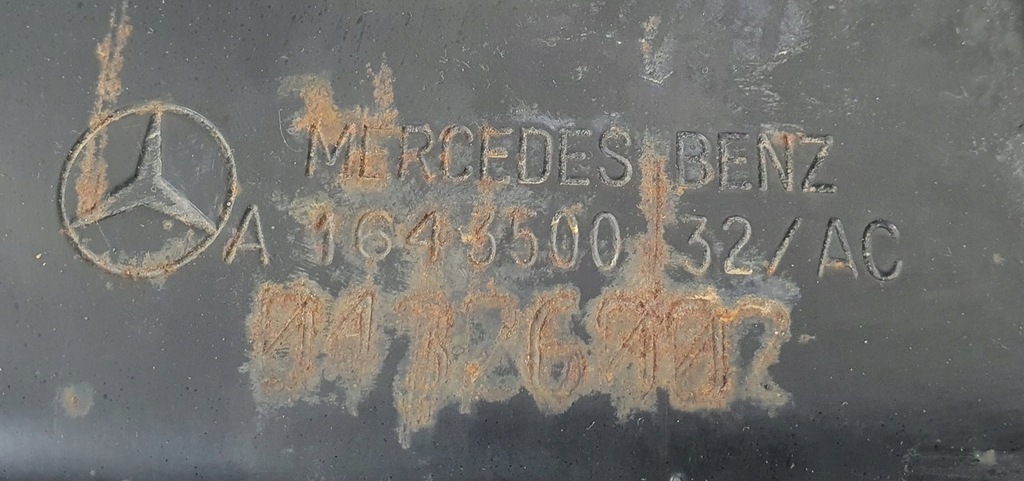 MERCEDES BENZ
A 1643500 32/AC